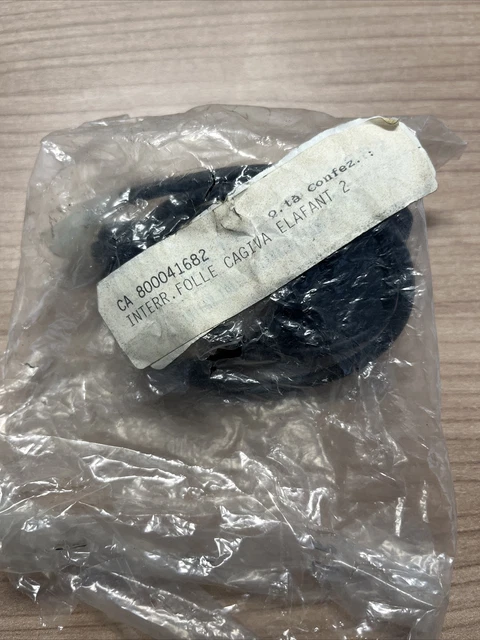 Q.tà Confez.:
CA 800041682
INTERR.FOLLE CAGIVA ELAFANT 2